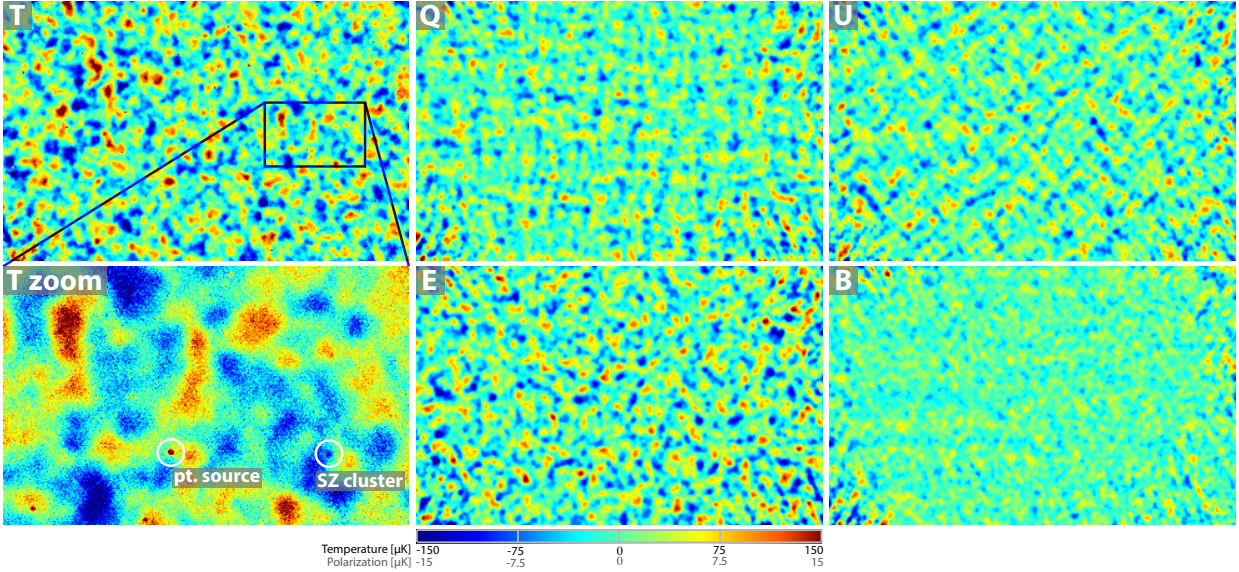 T
Q
U
T zoom
E
B
pt. source
SZ cluster
Temperature [µK] -150 -75 0 75 150
Polarization [µK] -15 -7.5 0 7.5 15